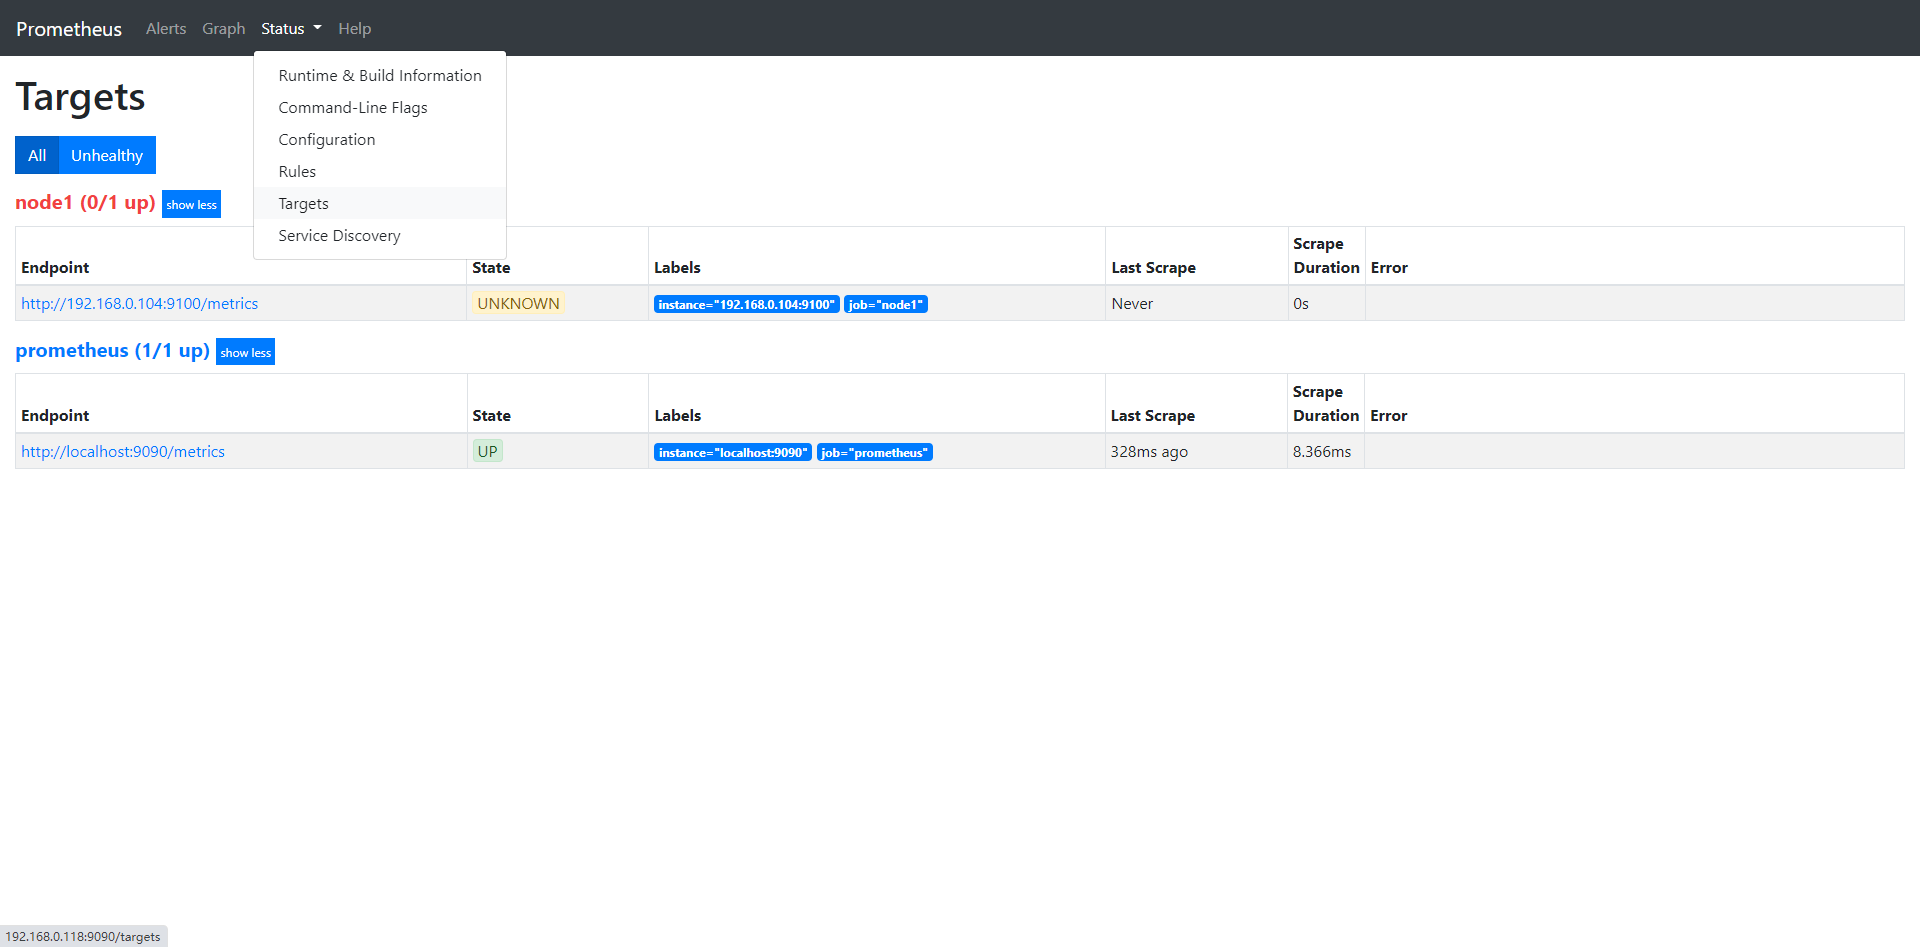 Prometheus Alerts Graph Status Help
Runtime & Build Information
Command-Line Flags
Configuration
Rules
Targets
Service Discovery
Targets
All Unhealthy
node1 (0/1 up) show less
Endpoint State Labels Last Scrape Scrape Duration Error
http://192.168.0.104:9100/metrics UNKNOWN instance="192.168.0.104:9100" job="node1" Never 0s
prometheus (1/1 up) show less
Endpoint State Labels Last Scrape Scrape Duration Error
http://localhost:9090/metrics UP instance="localhost:9090" job="prometheus" 328ms ago 8.366ms
192.168.0.118:9090/targets